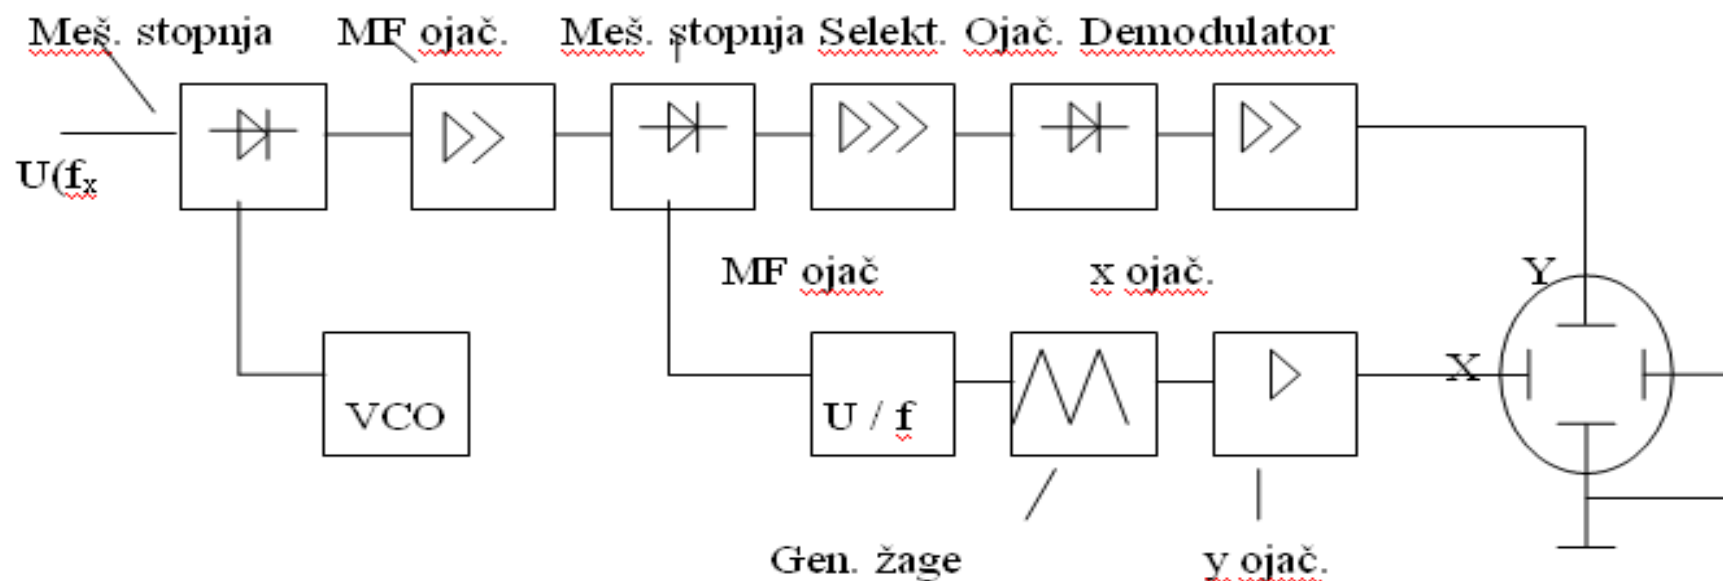 Meš. stopnja MF ojač. Meš. stopnja Selekt. Ojač. Demodulator
U(fₓ
MF ojač x ojač.
Y
X
VCO U / f
Gen. žage y ojač.